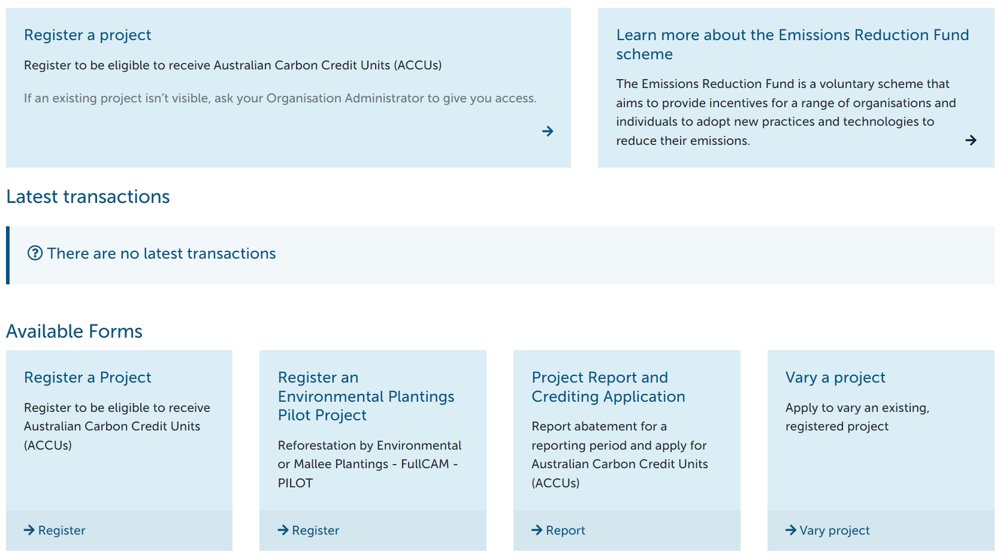 Register a project
Register to be eligible to receive Australian Carbon Credit Units (ACCUs)
If an existing project isn’t visible, ask your Organisation Administrator to give you access.
Learn more about the Emissions Reduction Fund
scheme
The Emissions Reduction Fund is a voluntary scheme that
aims to provide incentives for a range of organisations and
individuals to adopt new practices and technologies to
reduce their emissions.
Latest transactions
There are no latest transactions
Available Forms
Register a Project
Register to be eligible to receive
Australian Carbon Credit Units
(ACCUs)
Register
Register an
Environmental Plantings
Pilot Project
Reforestation by Environmental
or Mallee Plantings - FullCAM -
PILOT
Register
Project Report and
Crediting Application
Report abatement for a
reporting period and apply for
Australian Carbon Credit Units
(ACCUs)
Report
Vary a project
Apply to vary an existing,
registered project
Vary project